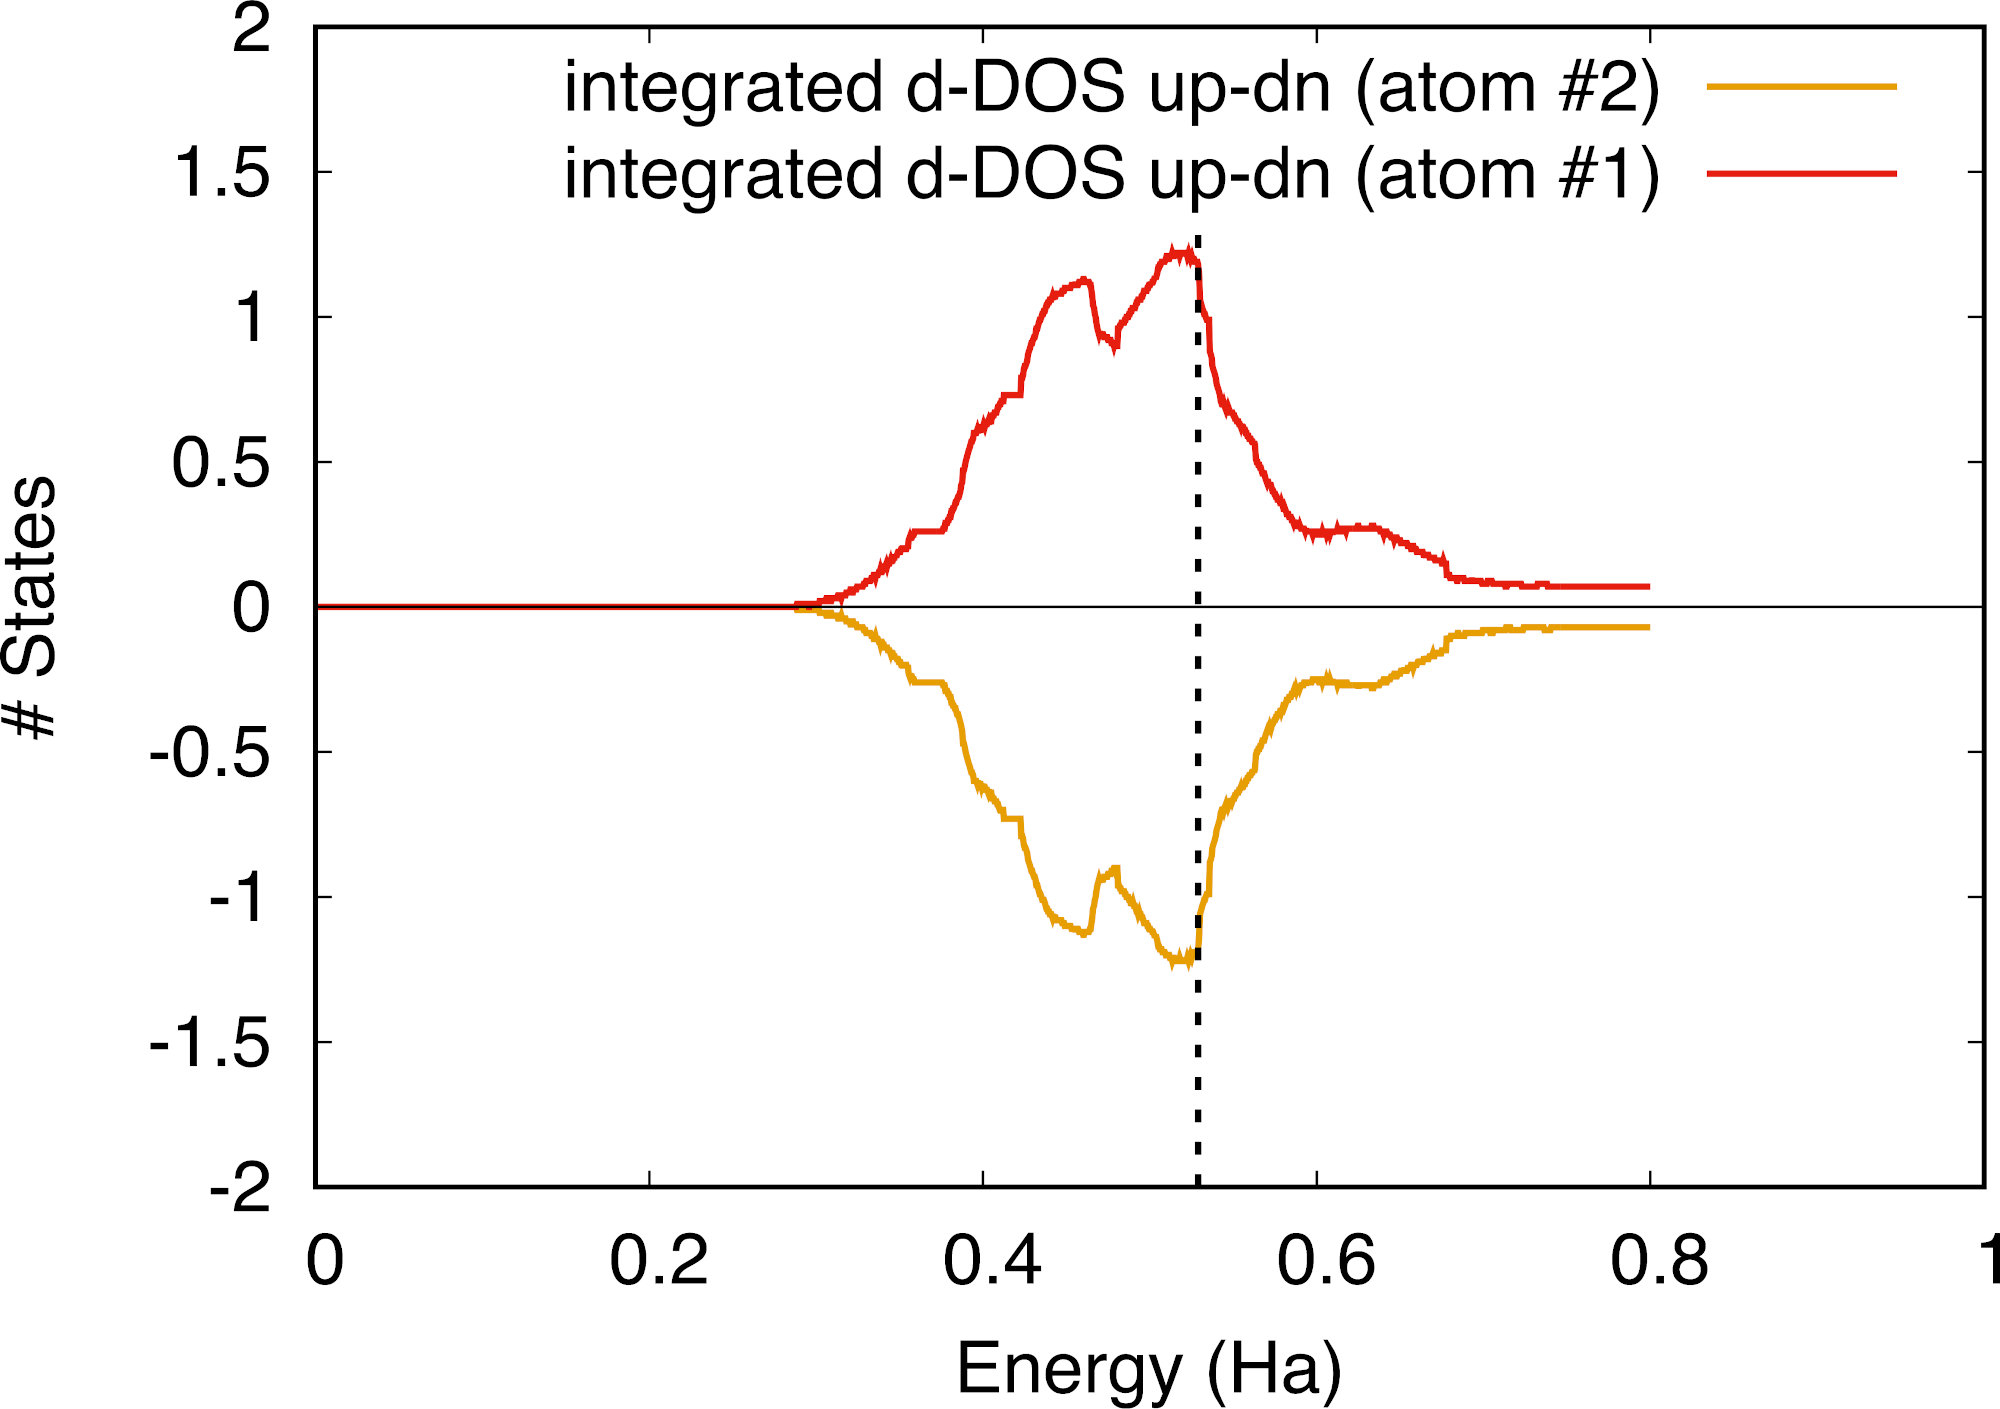 integrated d-DOS up-dn (atom #2)
integrated d-DOS up-dn (atom #1)
2
1.5
1
0.5
0
-0.5
-1
-1.5
-2
# States
0 0.2 0.4 0.6 0.8 1
Energy (Ha)